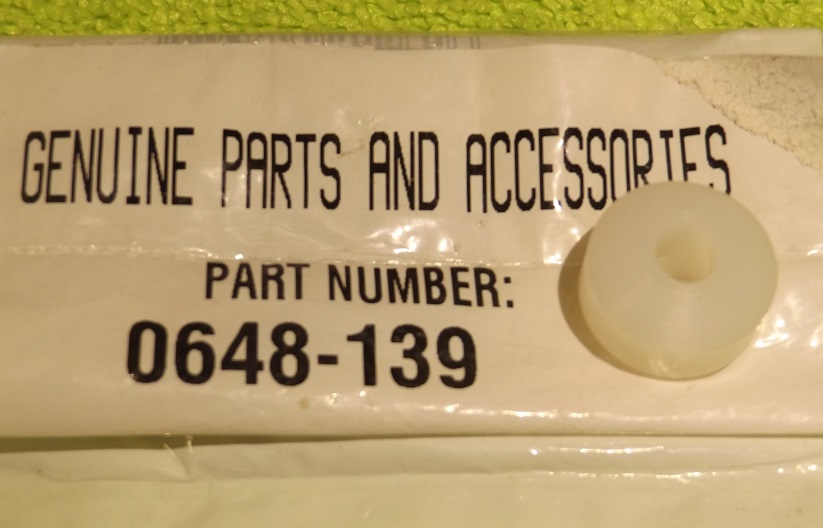 GENUINE PARTS AND ACCESSORIES
PART NUMBER:
0648-139